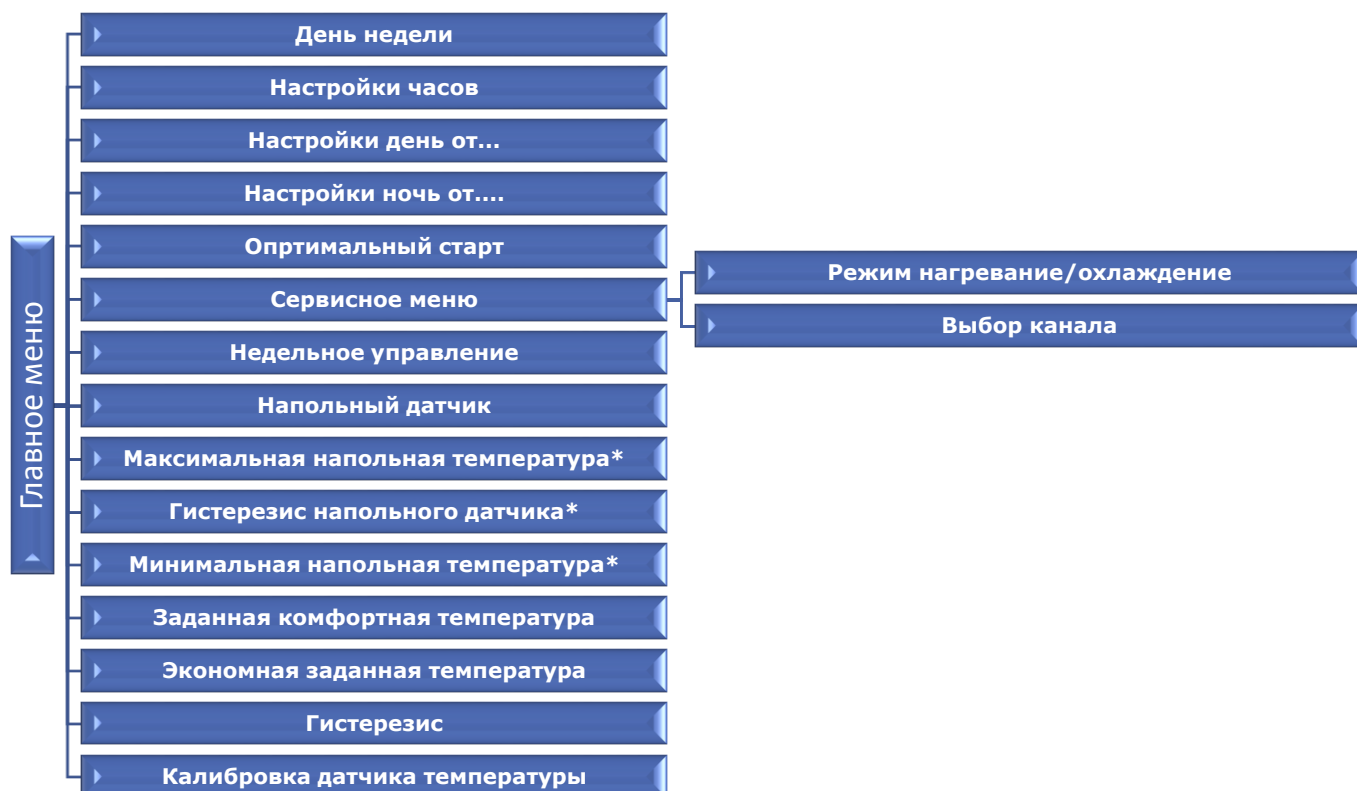 Главное меню
День недели
Настройки часов
Настройки день от...
Настройки ночь от....
Опртимальный старт
Сервисное меню
Режим нагревание/охлаждение
Выбор канала
Недельное управление
Напольный датчик
Максимальная напольная температура*
Гистерезис напольного датчика*
Минимальная напольная температура*
Заданная комфортная температура
Экономная заданная температура
Гистерезис
Калибровка датчика температуры